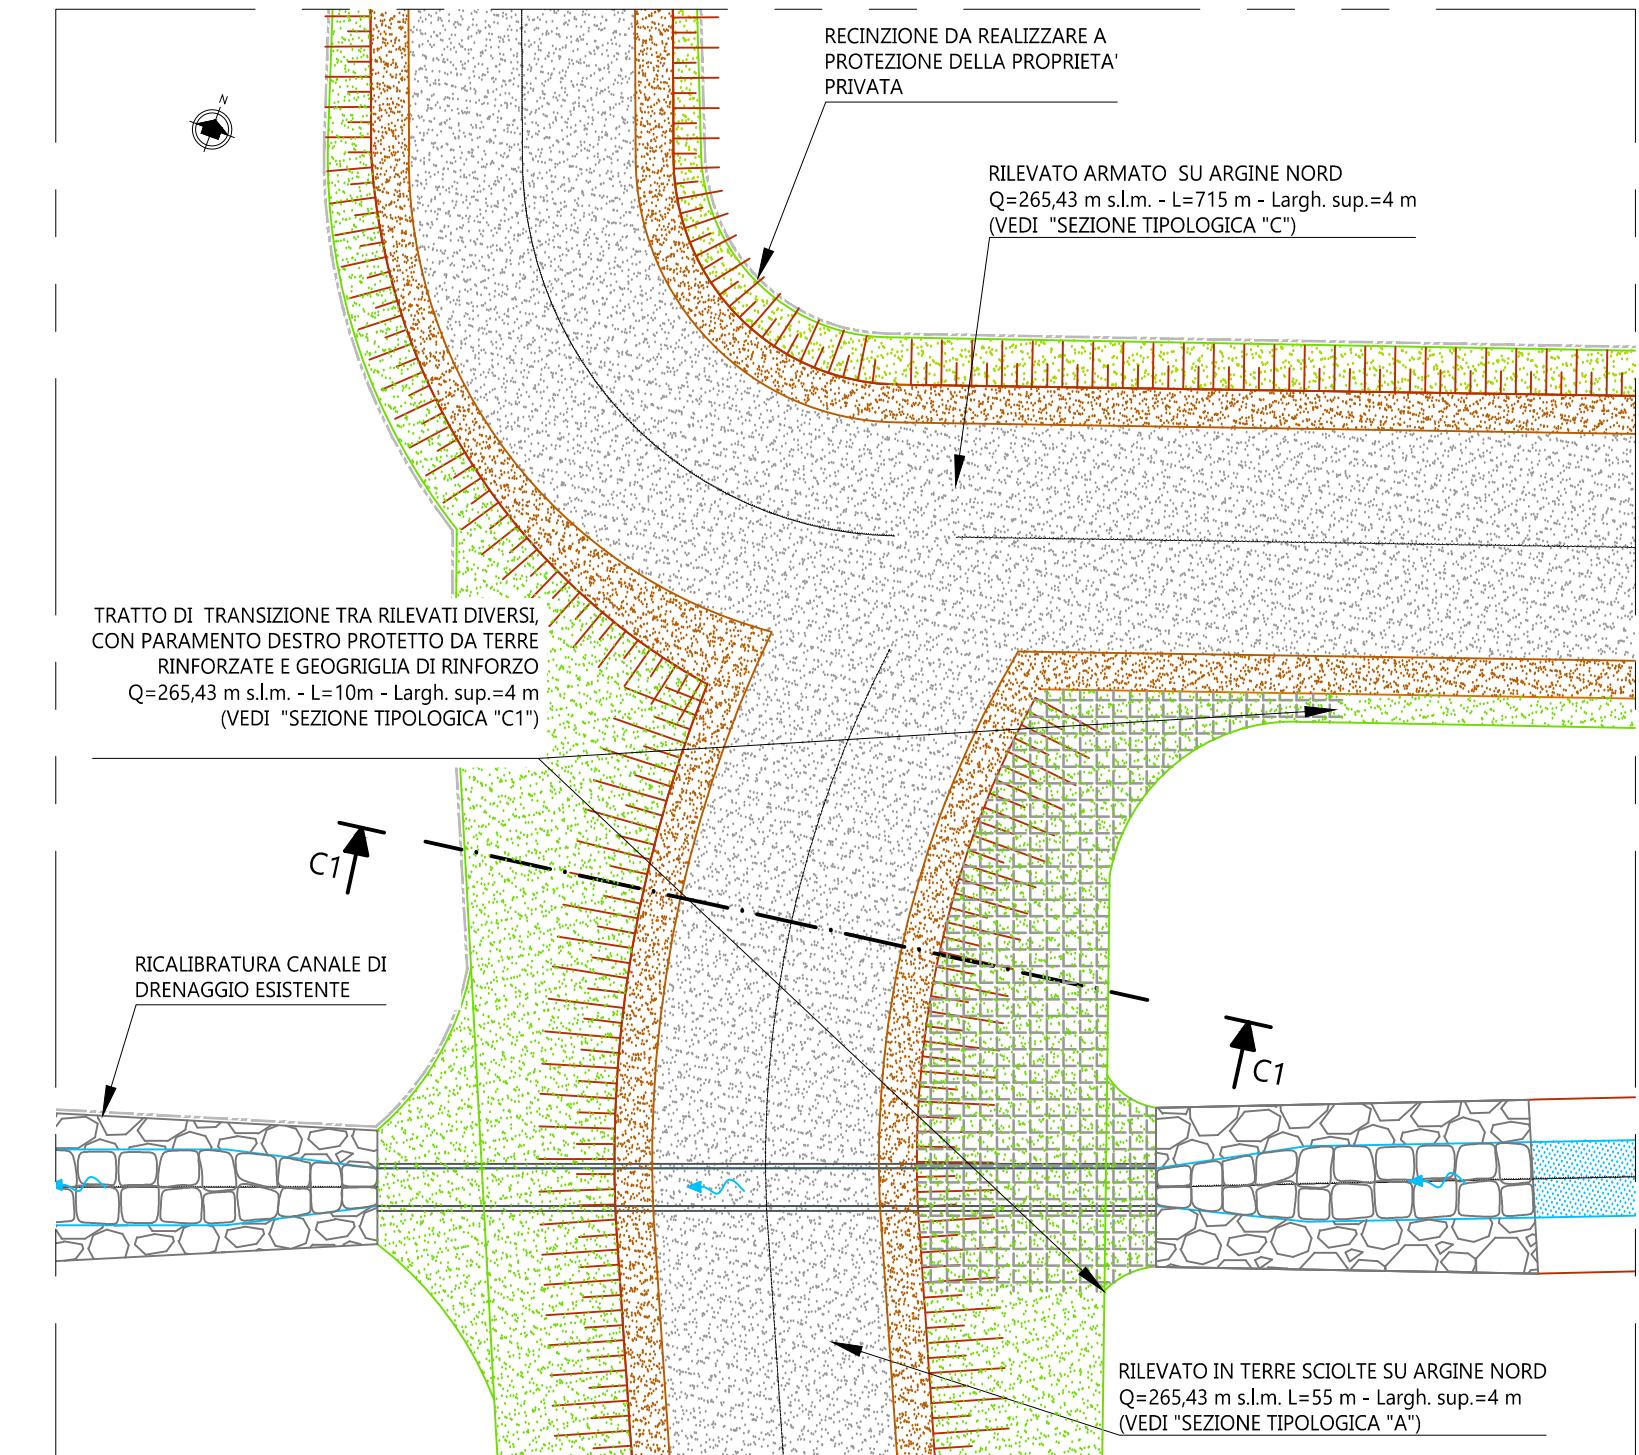 RECINZIONE DA REALIZZARE A
PROTEZIONE DELLA PROPRIETA'
PRIVATA
N
RILEVATO ARMATO SU ARGINE NORD
Q=265,43 m s.l.m. - L=715 m - Largh. sup.=4 m
(VEDI "SEZIONE TIPOLOGICA "C")
TRATTO DI TRANSIZIONE TRA RILEVATI DIVERSI,
CON PARAMENTO DESTRO PROTETTO DA TERRE
RINFORZATE E GEOGRIGLIA DI RINFORZO
Q=265,43 m s.l.m. - L=10m - Largh. sup.=4 m
(VEDI "SEZIONE TIPOLOGICA "C1")
C1
RICALIBRATURA CANALE DI
DRENAGGIO ESISTENTE
C1
RILEVATO IN TERRE SCIOLTE SU ARGINE NORD
Q=265,43 m s.l.m. L=55 m - Largh. sup.=4 m
(VEDI "SEZIONE TIPOLOGICA "A")